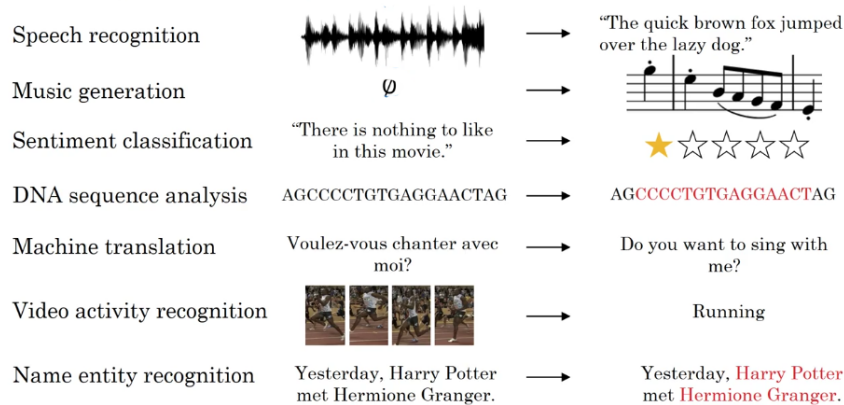 Speech recognition
“The quick brown fox jumped
over the lazy dog.”
Music generation
φ
Sentiment classification
“There is nothing to like
in this movie.”
DNA sequence analysis
AGCCCCTGTGAGGAACTAG
AGCCCCTGTGAGGAACTAG
Machine translation
Voulez-vous chanter avec
moi?
Do you want to sing with
me?
Video activity recognition
Running
Name entity recognition
Yesterday, Harry Potter
met Hermione Granger.
Yesterday, Harry Potter
met Hermione Granger.